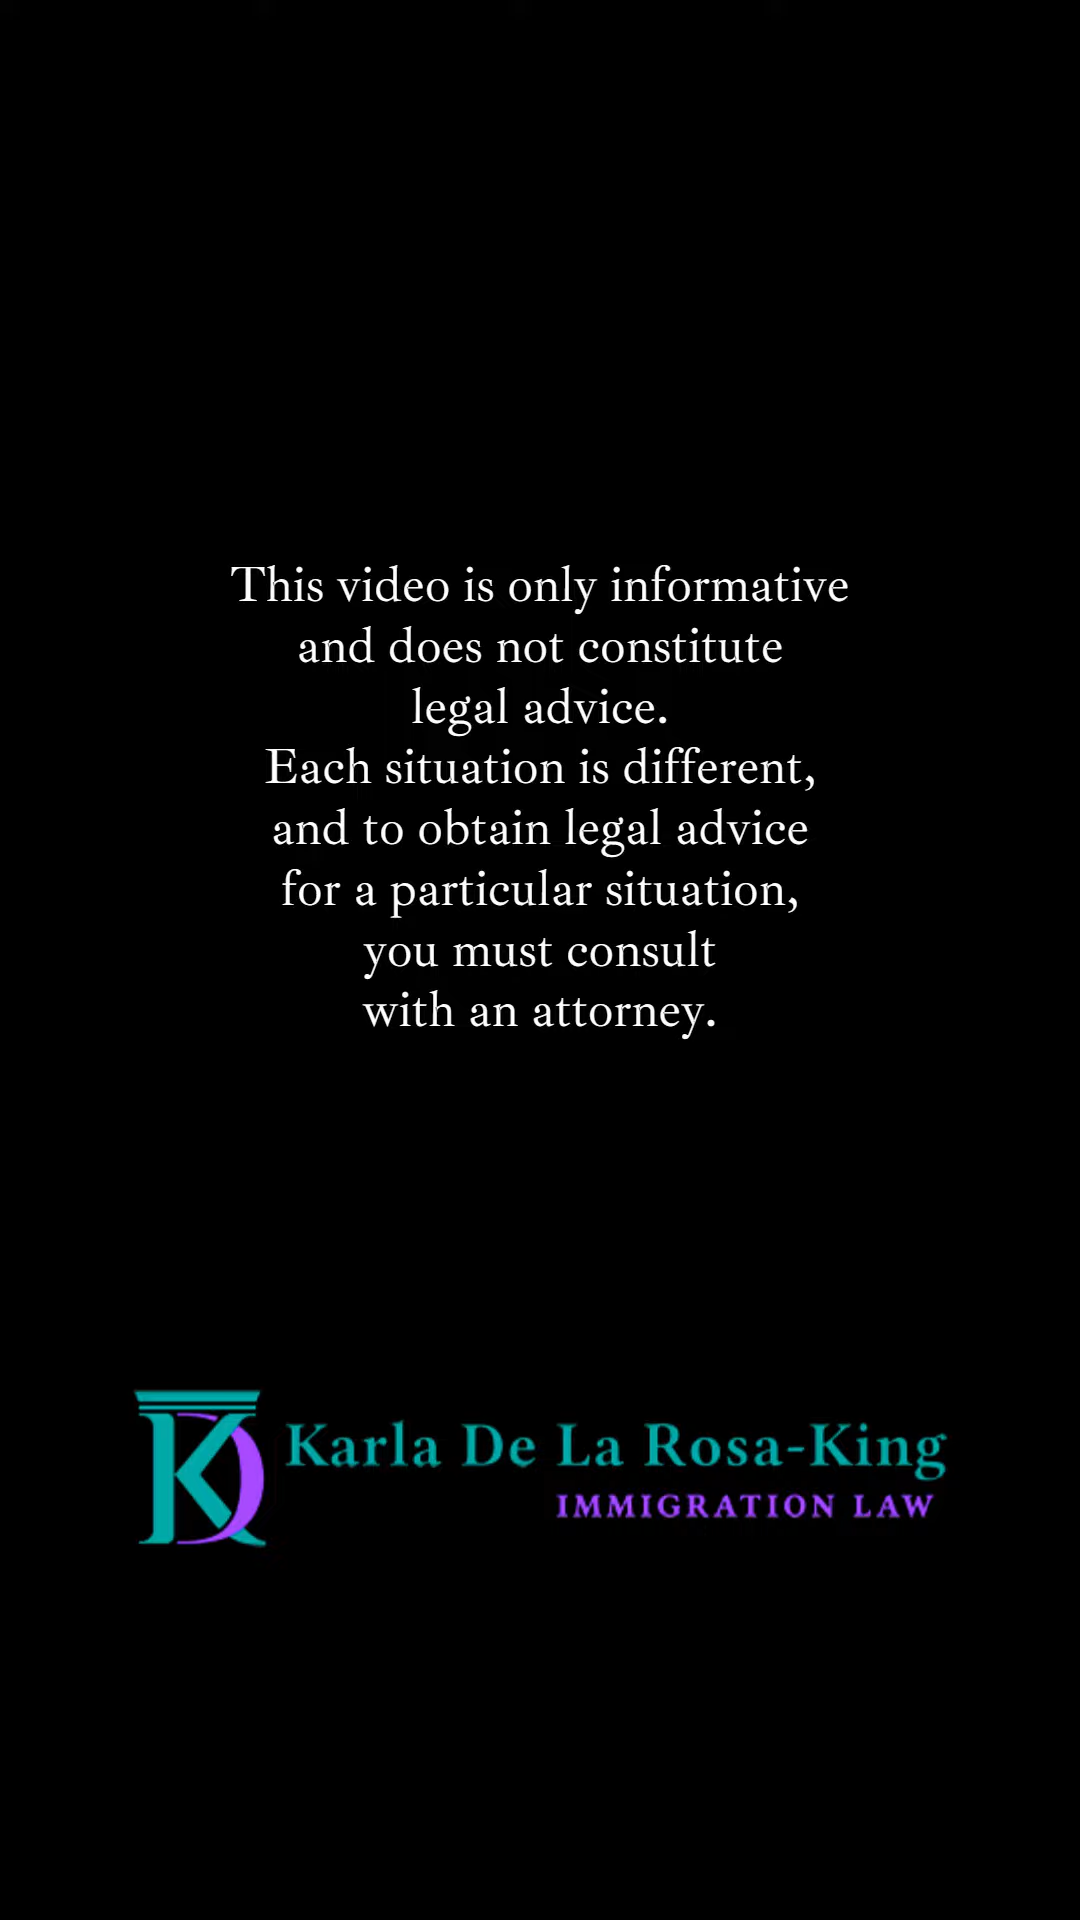 This video is only informative
and does not constitute
legal advice.
Each situation is different,
and to obtain legal advice
for a particular situation,
you must consult
with an attorney.
KD Karla De La Rosa-King
IMMIGRATION LAW